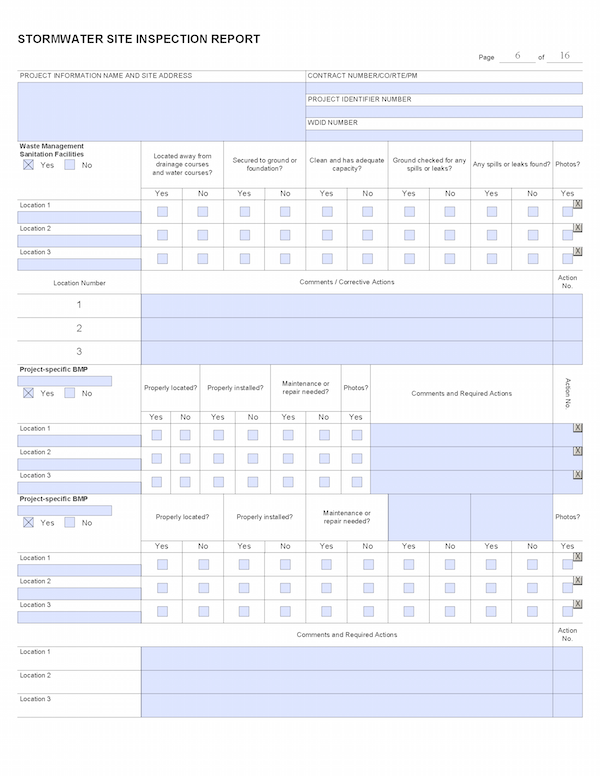 STORMWATER SITE INSPECTION REPORT
Page 6 of 16
PROJECT INFORMATION NAME AND SITE ADDRESS
CONTRACT NUMBER/CO/RTE/PM
PROJECT IDENTIFIER NUMBER
WDID NUMBER
Waste Management
Sanitation Facilities
Yes No
Located away from
drainage courses
and water courses?
Secured to ground or
foundation?
Clean and has adequate
capacity?
Ground checked for any
spills or leaks?
Any spills or leaks found?
Photos?
Yes No Yes No Yes No Yes No Yes No Yes
Location 1
X
Location 2
X
Location 3
X
Location Number
Comments / Corrective Actions
Action
No.
1
2
3
Project-specific BMP
Yes No
Properly located?
Properly installed?
Maintenance or
repair needed?
Photos?
Comments and Required Actions
Action No.
Yes No Yes No Yes No Yes
Location 1
X
Location 2
X
Location 3
X
Project-specific BMP
Yes No
Properly located?
Properly installed?
Maintenance or
repair needed?
Photos?
Yes No Yes No Yes No Yes No Yes No Yes
Location 1
X
Location 2
X
Location 3
X
Comments and Required Actions
Action
No.
Location 1
Location 2
Location 3